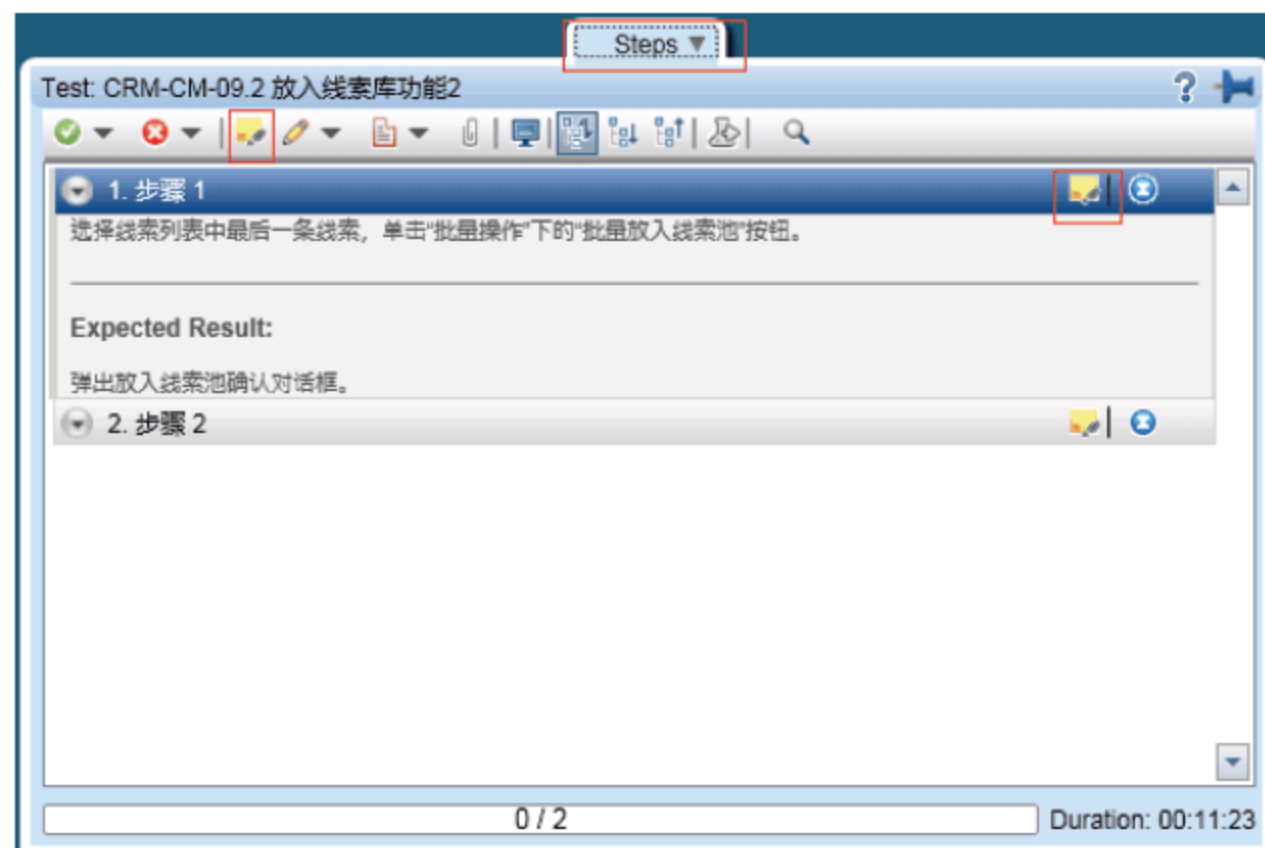 Steps
Test: CRM-CM-09.2 放入线索库功能2
1. 步骤 1
选择线索列表中最后一条线索，单击“批量操作”下的“批量放入线索池”按钮。
Expected Result:
弹出放入线索池确认对话框。
2. 步骤 2
0 / 2
Duration: 00:11:23